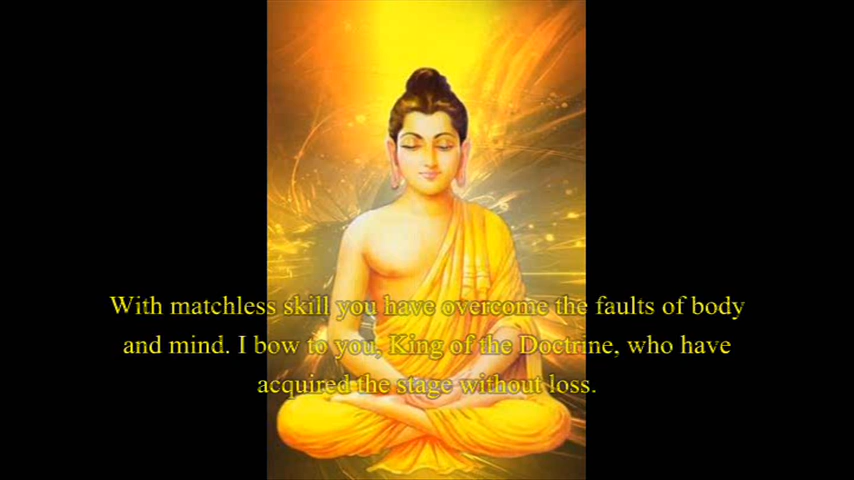 With matchless skill you have overcome the faults of body
and mind. I bow to you, King of the Doctrine, who have
acquired the stage without loss.